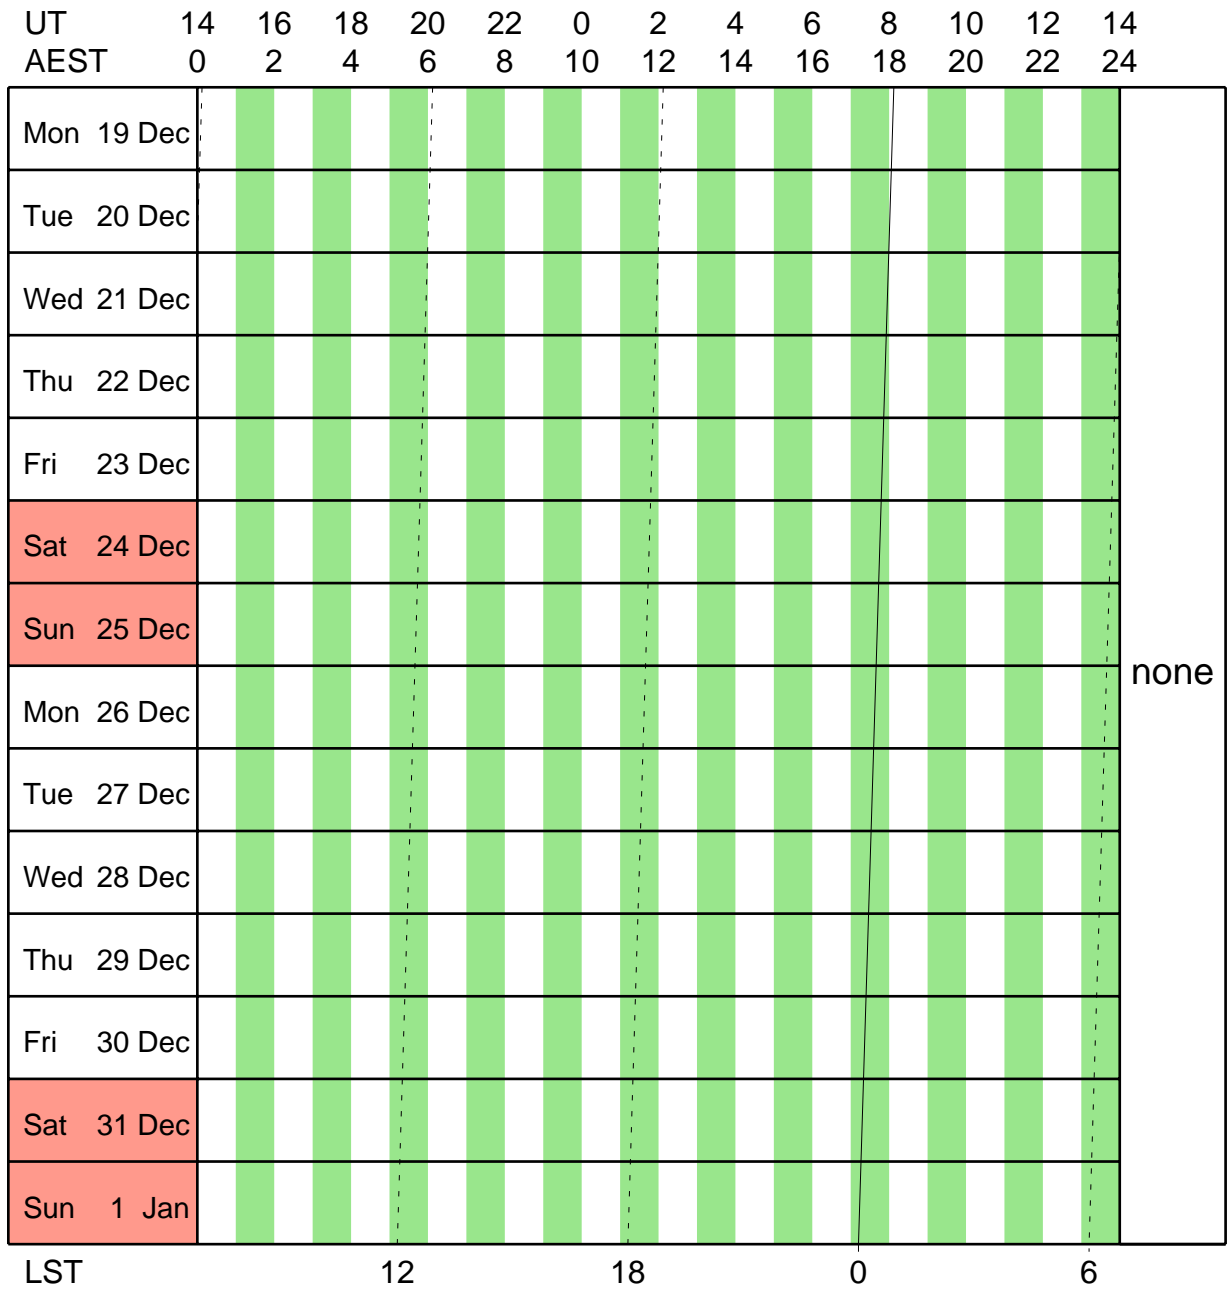 UT 14 16 18 20 22 0 2 4 6 8 10 12 14
AEST 0 2 4 6 8 10 12 14 16 18 20 22 24
Mon 19 Dec
Tue 20 Dec
Wed 21 Dec
Thu 22 Dec
Fri 23 Dec
Sat 24 Dec
Sun 25 Dec
none
Mon 26 Dec
Tue 27 Dec
Wed 28 Dec
Thu 29 Dec
Fri 30 Dec
Sat 31 Dec
Sun 1 Jan
LST 12 18 0 6